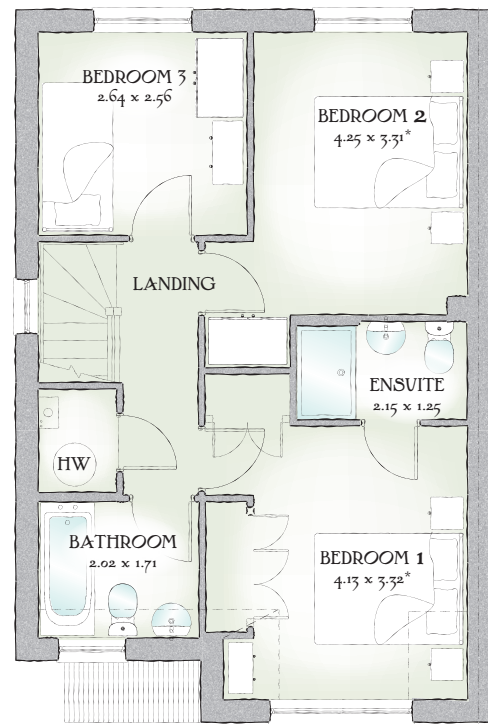 BEDROOM 3
2.64 x 2.56
BEDROOM 2
4.25 x 3.31*
LANDING
ENSUITE
2.15 x 1.25
HW
BATHROOM
2.02 x 1.71
BEDROOM 1
4.13 x 3.32*